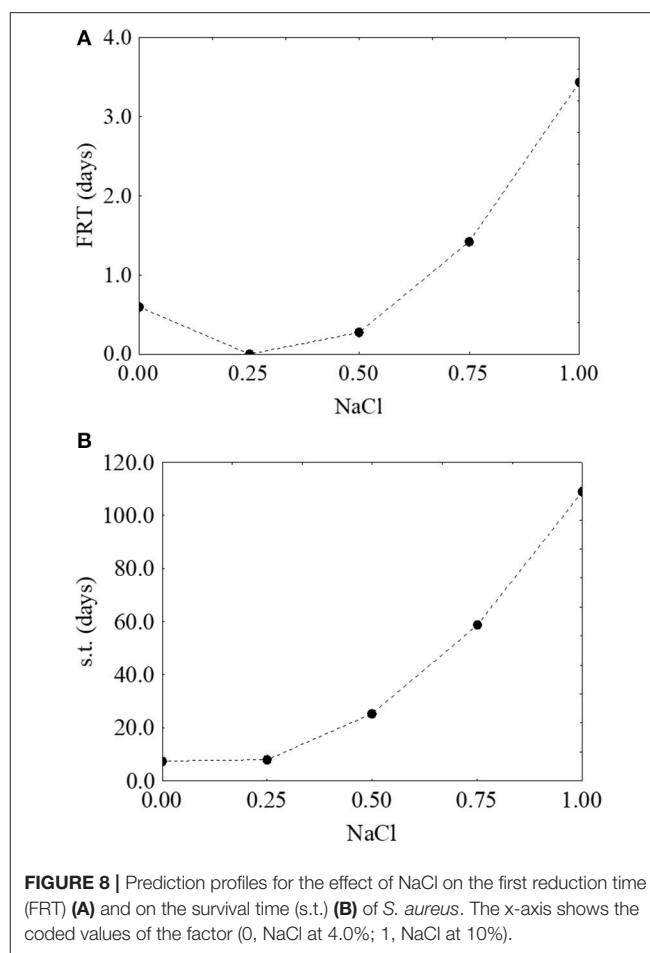 A
4.0
3.0
2.0
1.0
0.0
FRT (days)
0.00 0.25 0.50 0.75 1.00
NaCl
B
120.0
100.0
80.0
60.0
40.0
20.0
0.0
s.t. (days)
0.00 0.25 0.50 0.75 1.00
NaCl
FIGURE 8 | Prediction profiles for the effect of NaCl on the first reduction time
(FRT) (A) and on the survival time (s.t.) (B) of S. aureus. The x-axis shows the
coded values of the factor (0, NaCl at 4.0%; 1, NaCl at 10%).